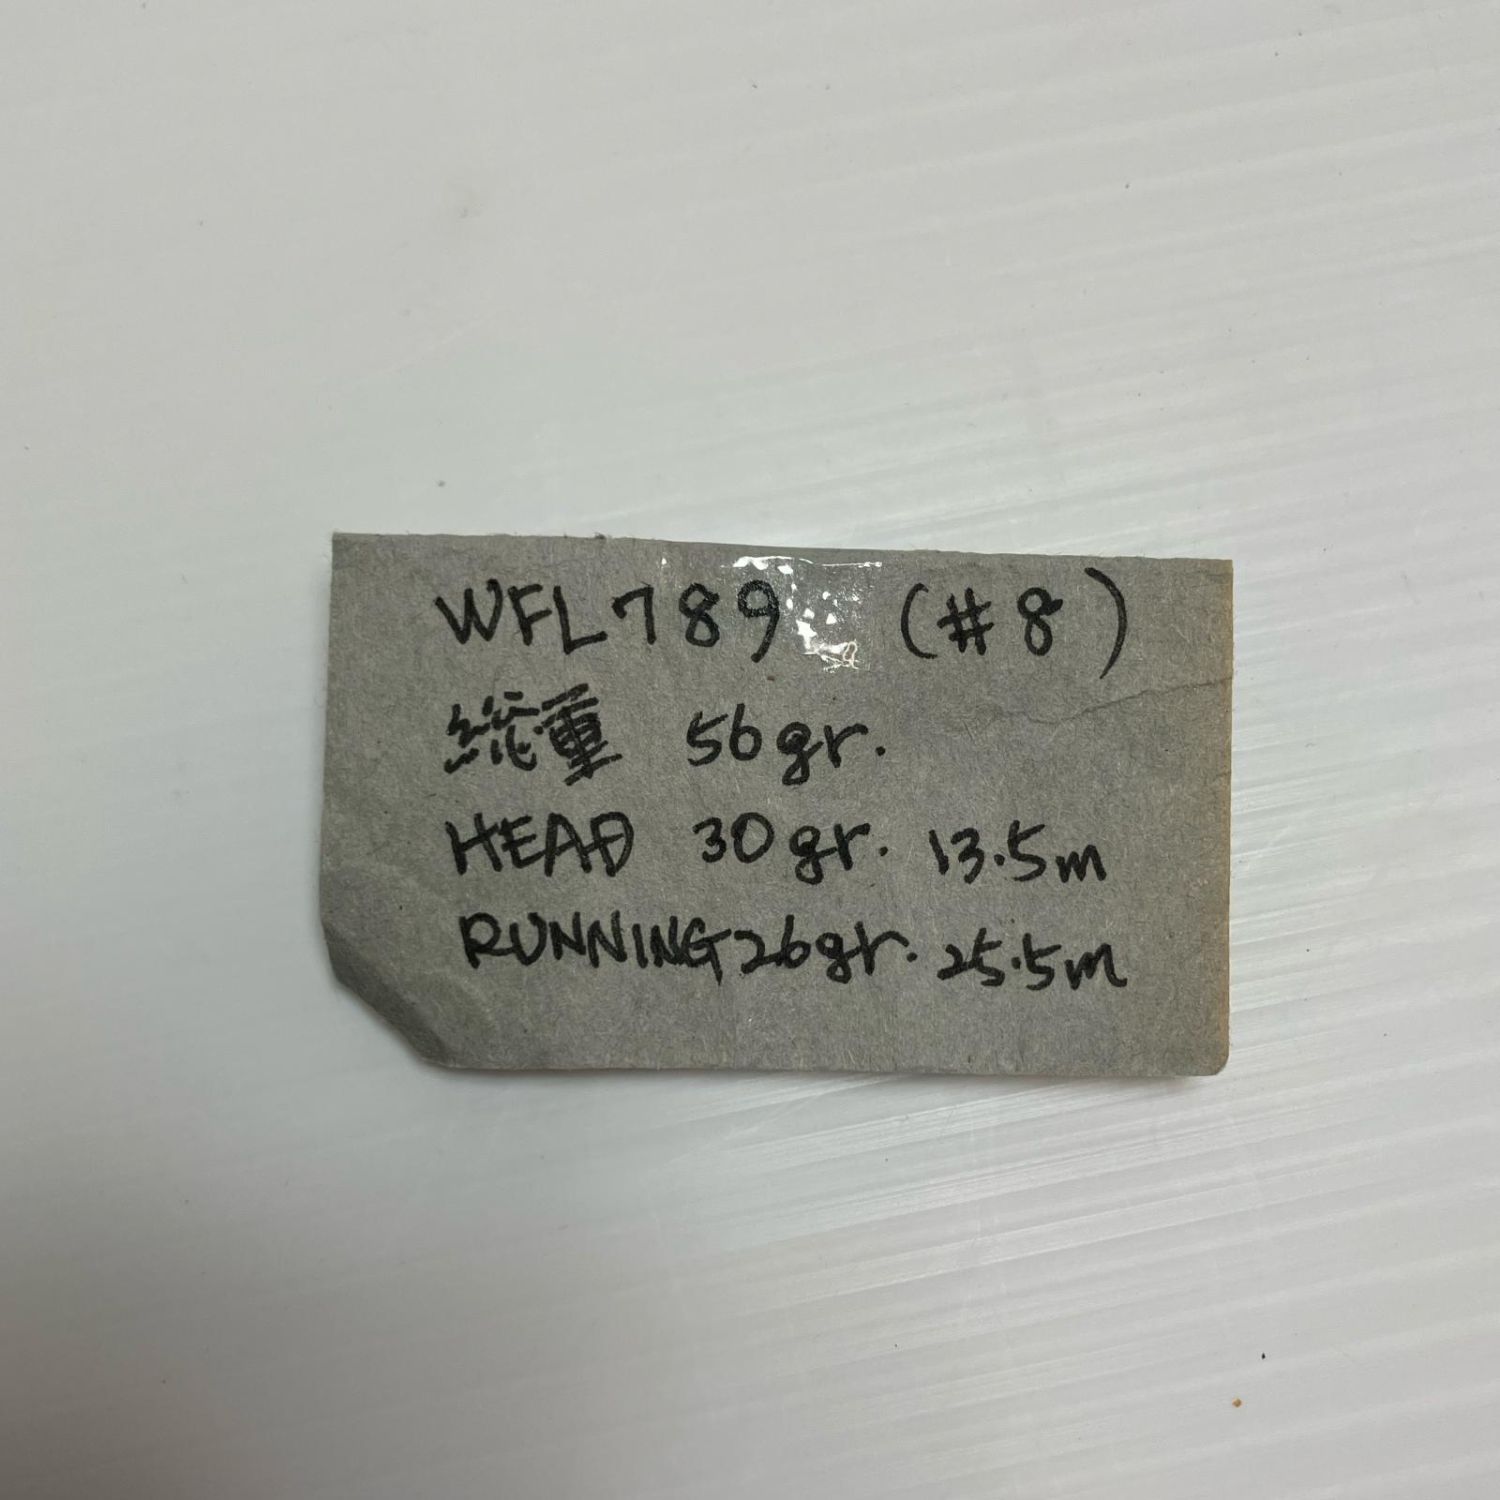 WFL789 (#8)
総重 56gr.
HEAD 30gr. 13.5m
RUNNING 26gr. 25.5m